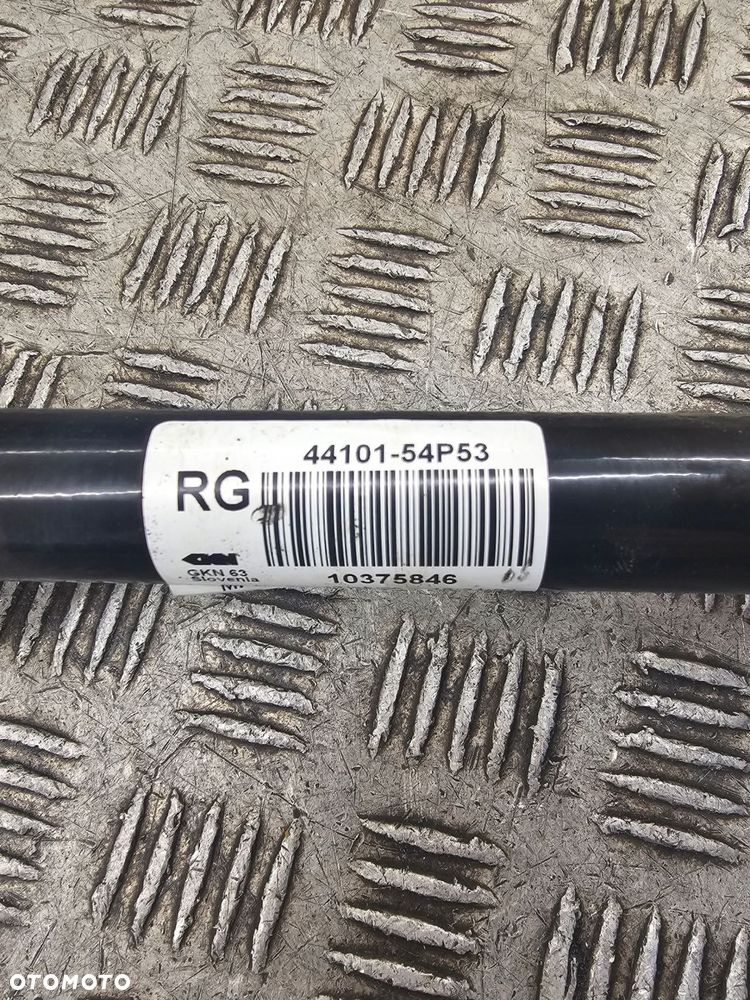 44101-54P53
RG
GKN 63
Slovenia
10375846
OTOMOTO